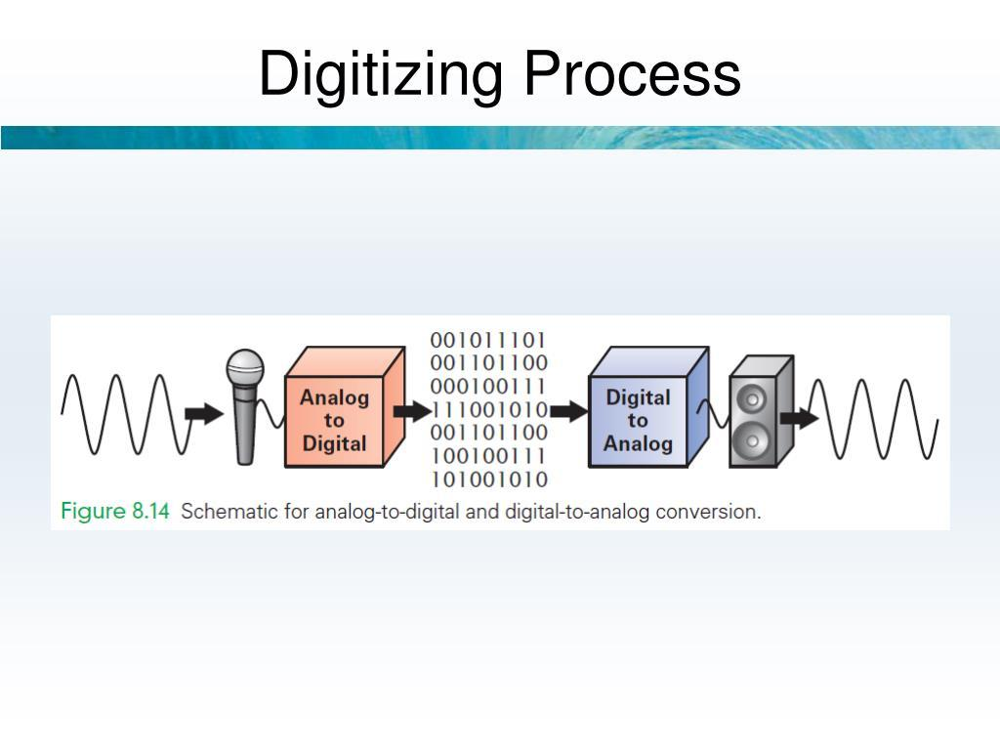 Digitizing Process
001011101
001101100
000100111
111001010
001101100
100100111
101001010
Analog
to
Digital
Digital
to
Analog
Figure 8.14 Schematic for analog-to-digital and digital-to-analog conversion.